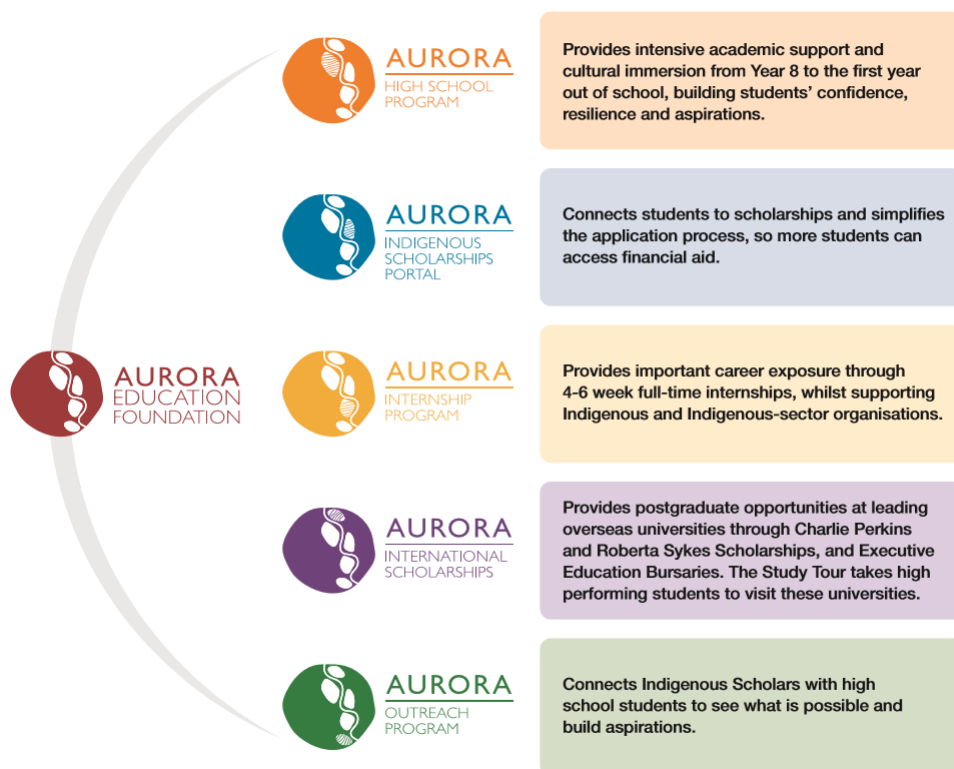 AURORA
HIGH SCHOOL
PROGRAM
Provides intensive academic support and
cultural immersion from Year 8 to the first year
out of school, building students’ confidence,
resilience and aspirations.
AURORA
INDIGENOUS
SCHOLARSHIPS
PORTAL
Connects students to scholarships and simplifies
the application process, so more students can
access financial aid.
AURORA
EDUCATION
FOUNDATION
AURORA
INTERNSHIP
PROGRAM
Provides important career exposure through
4-6 week full-time internships, whilst supporting
Indigenous and Indigenous-sector organisations.
AURORA
INTERNATIONAL
SCHOLARSHIPS
Provides postgraduate opportunities at leading
overseas universities through Charlie Perkins
and Roberta Sykes Scholarships, and Executive
Education Bursaries. The Study Tour takes high
performing students to visit these universities.
AURORA
OUTREACH
PROGRAM
Connects Indigenous Scholars with high
school students to see what is possible and
build aspirations.